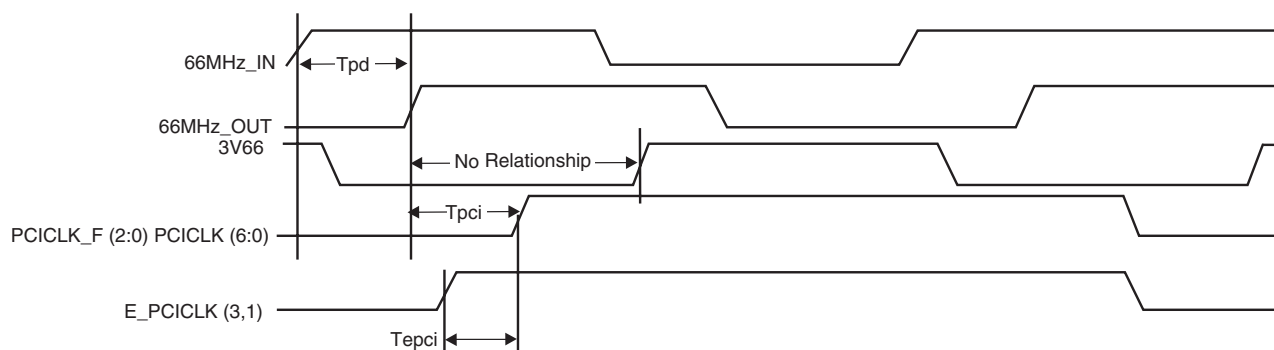 66MHz_IN
Tpd
66MHz_OUT
3V66
No Relationship
Tpci
PCICLK_F (2:0) PCICLK (6:0)
E_PCICLK (3,1)
Tepci